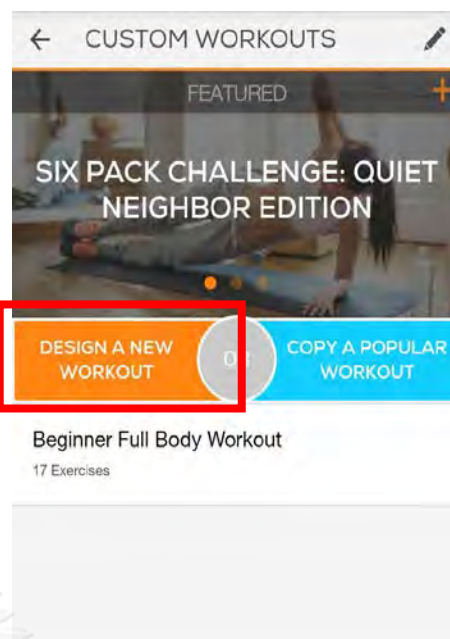 CUSTOM WORKOUTS
FEATURED
SIX PACK CHALLENGE: QUIET
NEIGHBOR EDITION
DESIGN A NEW
WORKOUT
OR
COPY A POPULAR
WORKOUT
Beginner Full Body Workout
17 Exercises